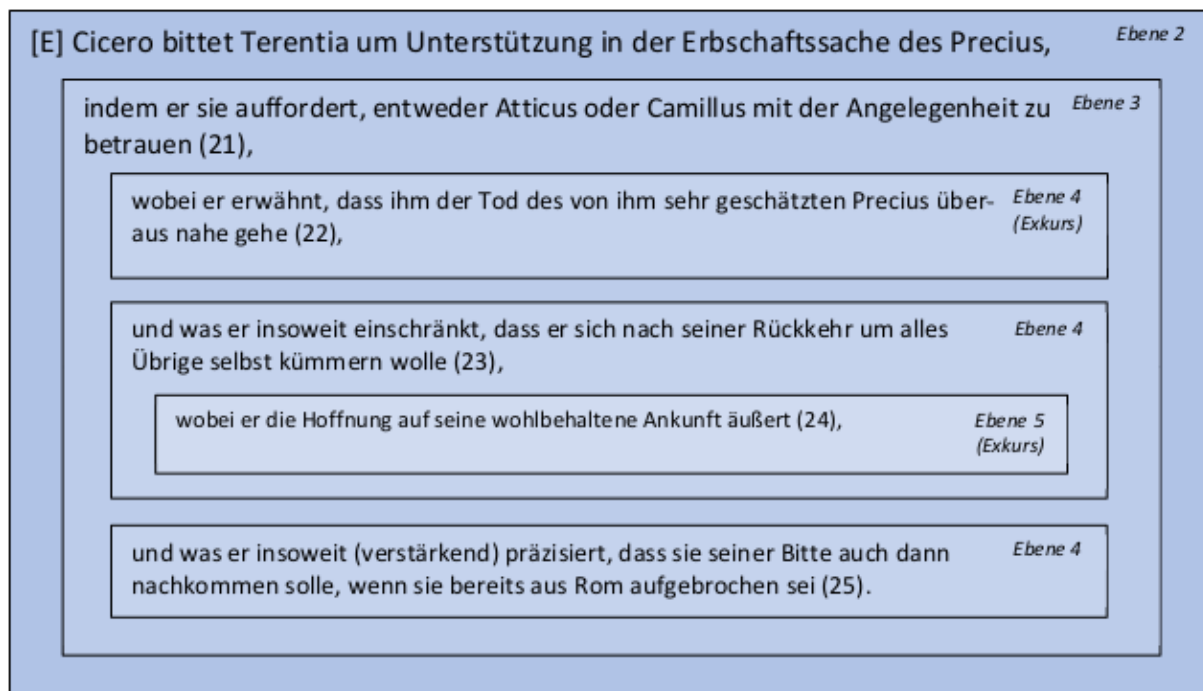 [E] Cicero bittet Terentia um Unterstützung in der Erbschaftssache des Precius,
Ebene 2
indem er sie auffordert, entweder Atticus oder Camillus mit der Angelegenheit zu
Ebene 3
betrauen (21),
wobei er erwähnt, dass ihm der Tod des von ihm sehr geschätzten Precius über-
Ebene 4
aus nahe gehe (22),
(Exkurs)
und was er insoweit einschränkt, dass er sich nach seiner Rückkehr um alles
Ebene 4
Übrige selbst kümmern wolle (23),
wobei er die Hoffnung auf seine wohlbehaltene Ankunft äußert (24),
Ebene 5
(Exkurs)
und was er insoweit (verstärkend) präzisiert, dass sie seiner Bitte auch dann
Ebene 4
nachkommen solle, wenn sie bereits aus Rom aufgebrochen sei (25).